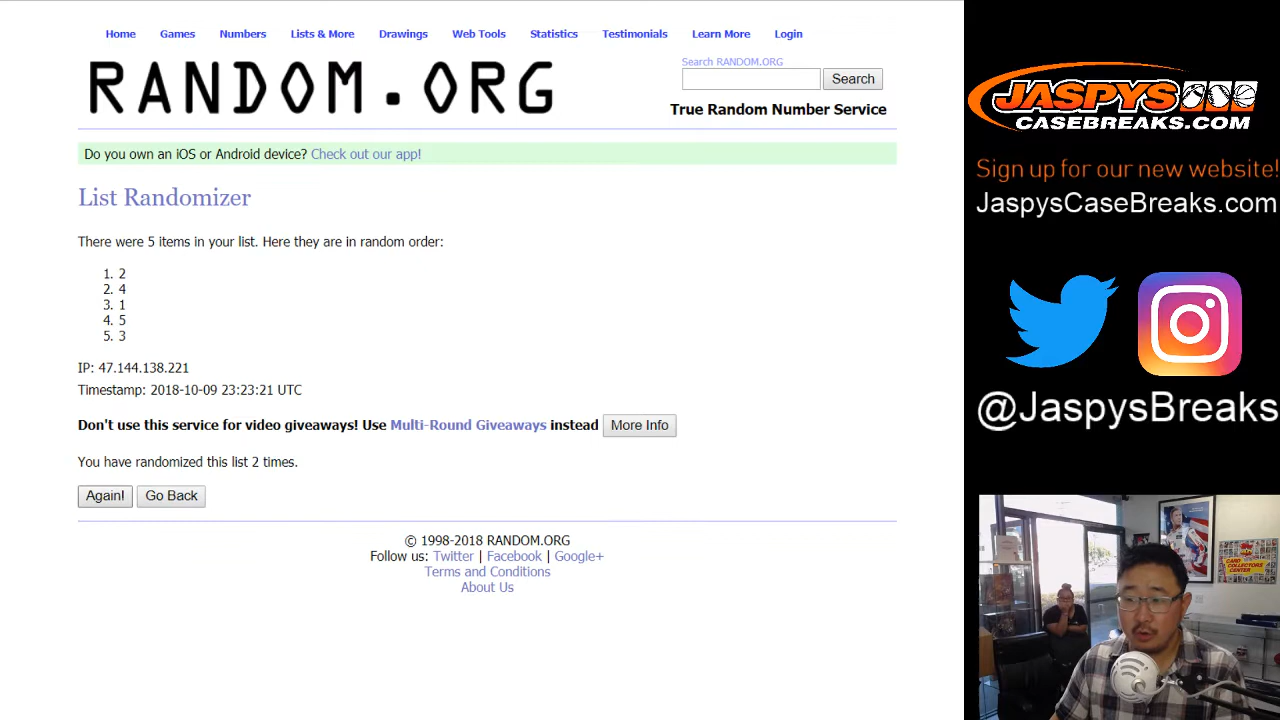 Home Games Numbers Lists & More Drawings Web Tools Statistics Testimonials Learn More Login
RANDOM.ORG
Search RANDOM.ORG
Search
True Random Number Service
Do you own an iOS or Android device? Check out our app!
List Randomizer
There were 5 items in your list. Here they are in random order:
1. 2
2. 4
3. 1
4. 5
5. 3
IP: 47.144.138.221
Timestamp: 2018-10-09 23:23:21 UTC
Don't use this service for video giveaways! Use Multi-Round Giveaways instead More Info
You have randomized this list 2 times.
Again! Go Back
© 1998-2018 RANDOM.ORG
Follow us: Twitter | Facebook | Google+
Terms and Conditions
About Us
JASPYS
CASEBREAKS.COM
Sign up for our new website!
JaspysCaseBreaks.com
@JaspysBreaks
CARD
COLLECTORS
CENTER